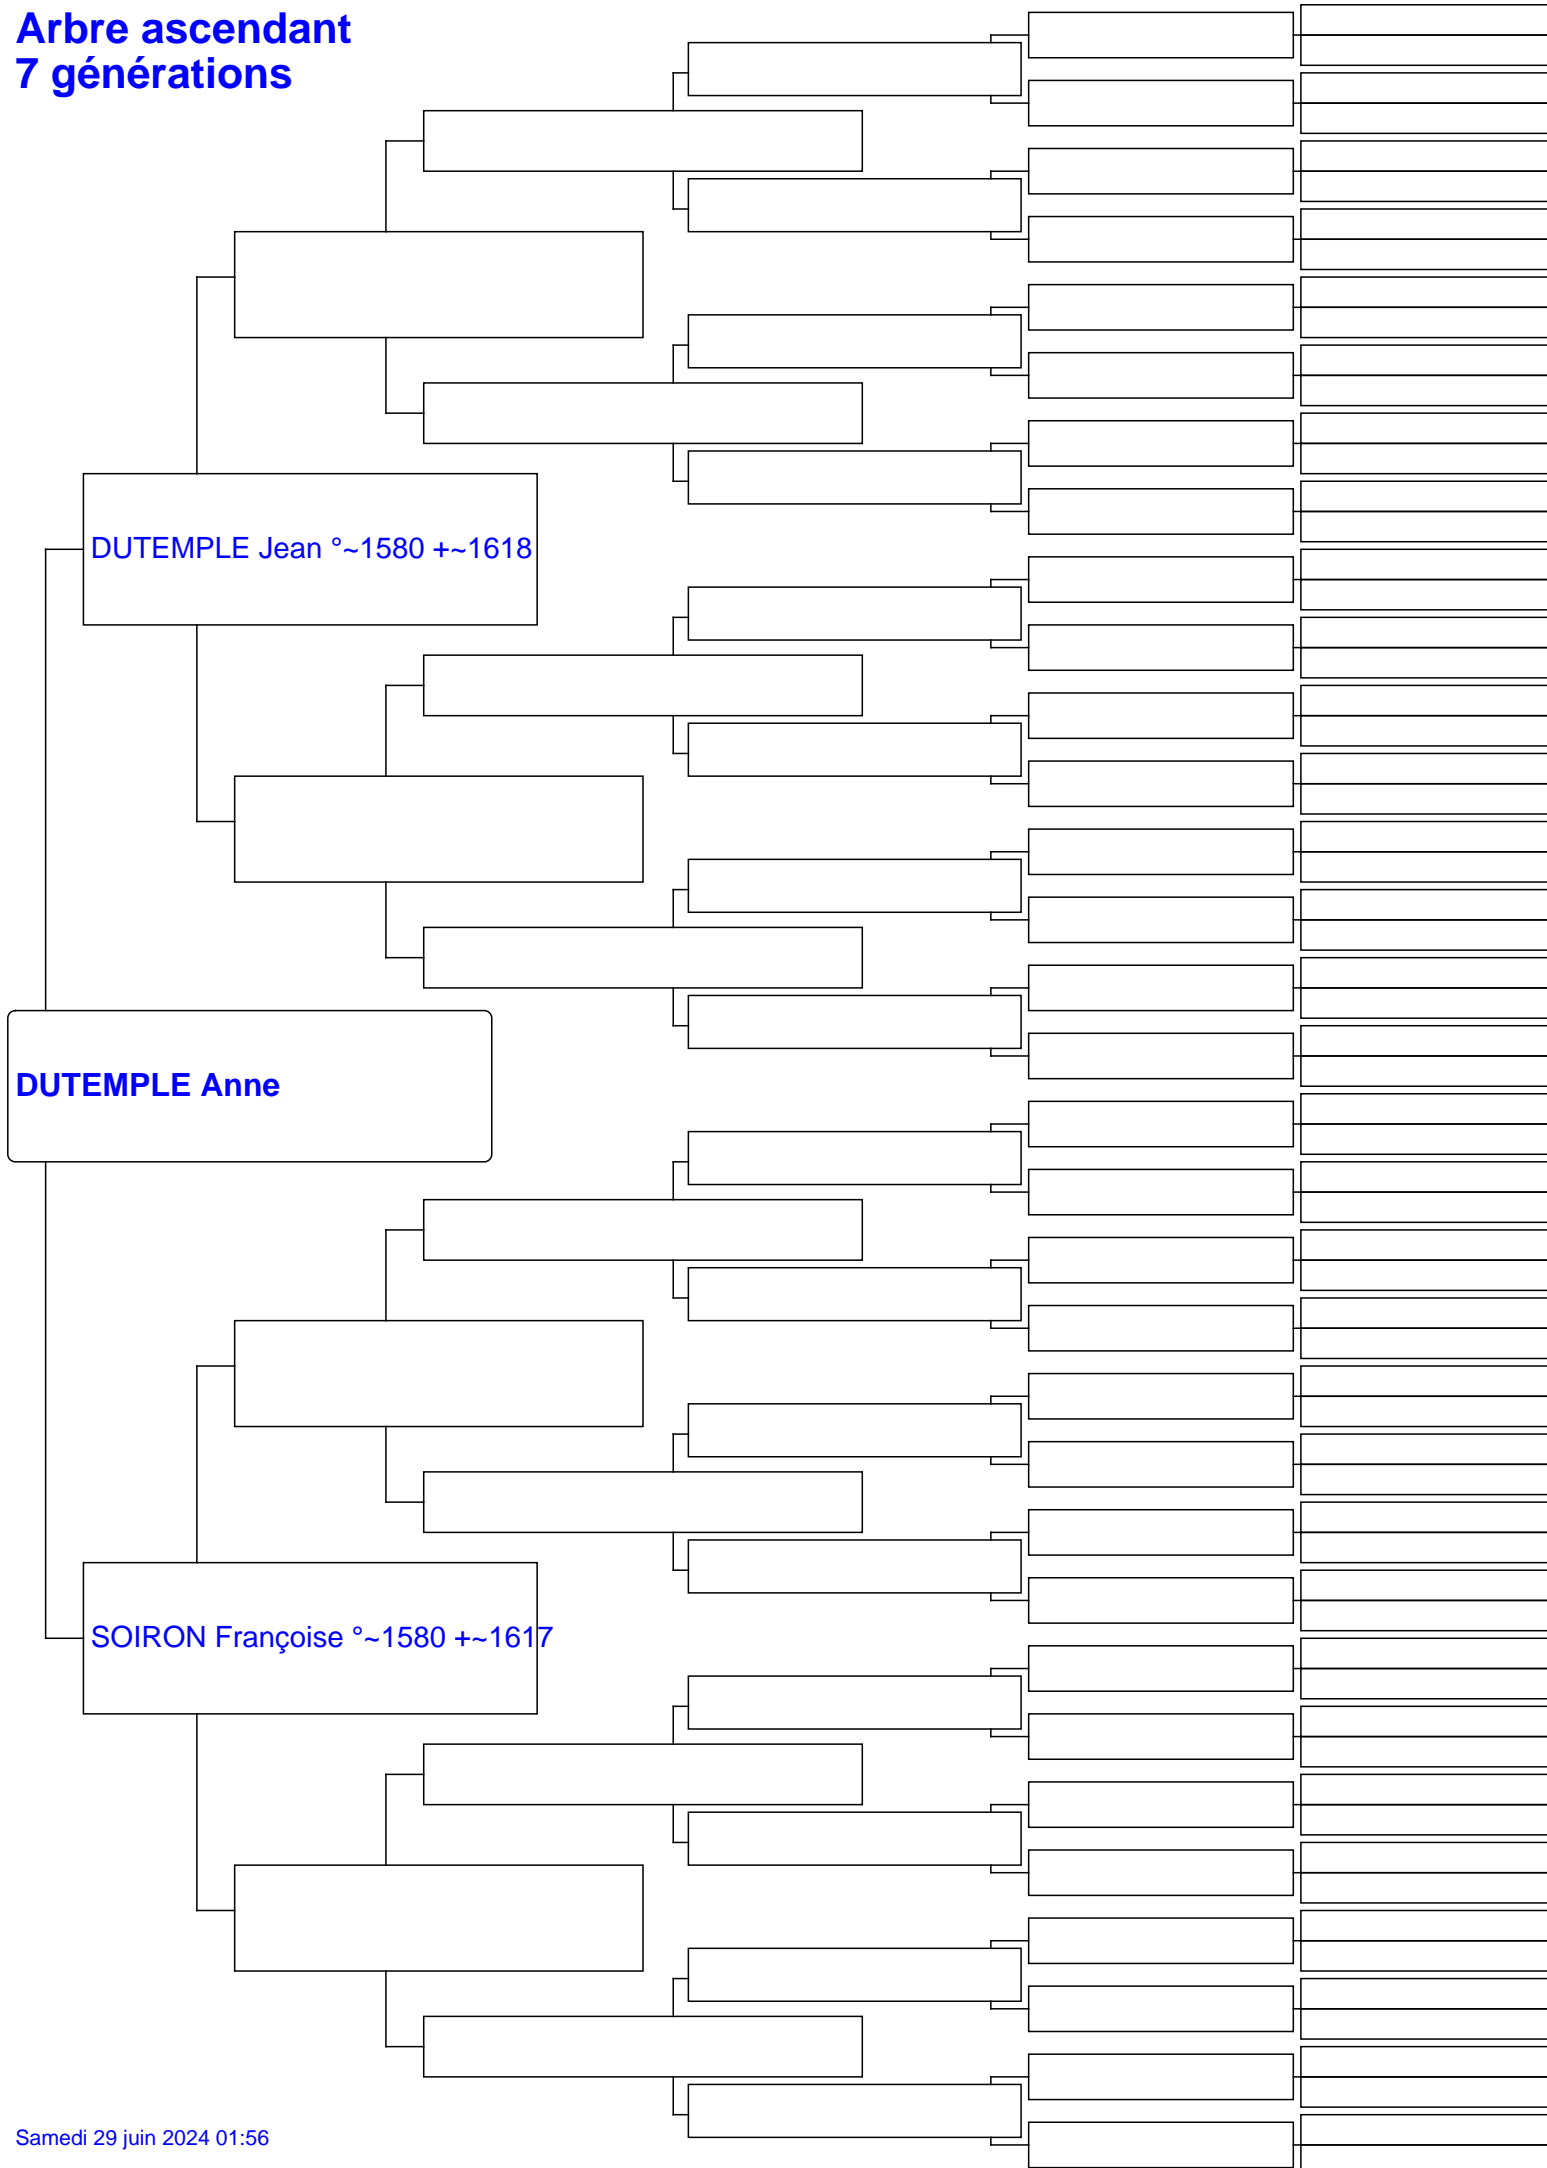 Arbre ascendant
7 générations
DUTEMPLE Jean °~1580 +~1618
DUTEMPLE Anne
SOIRON Françoise °~1580 +~1617
Samedi 29 juin 2024 01:56